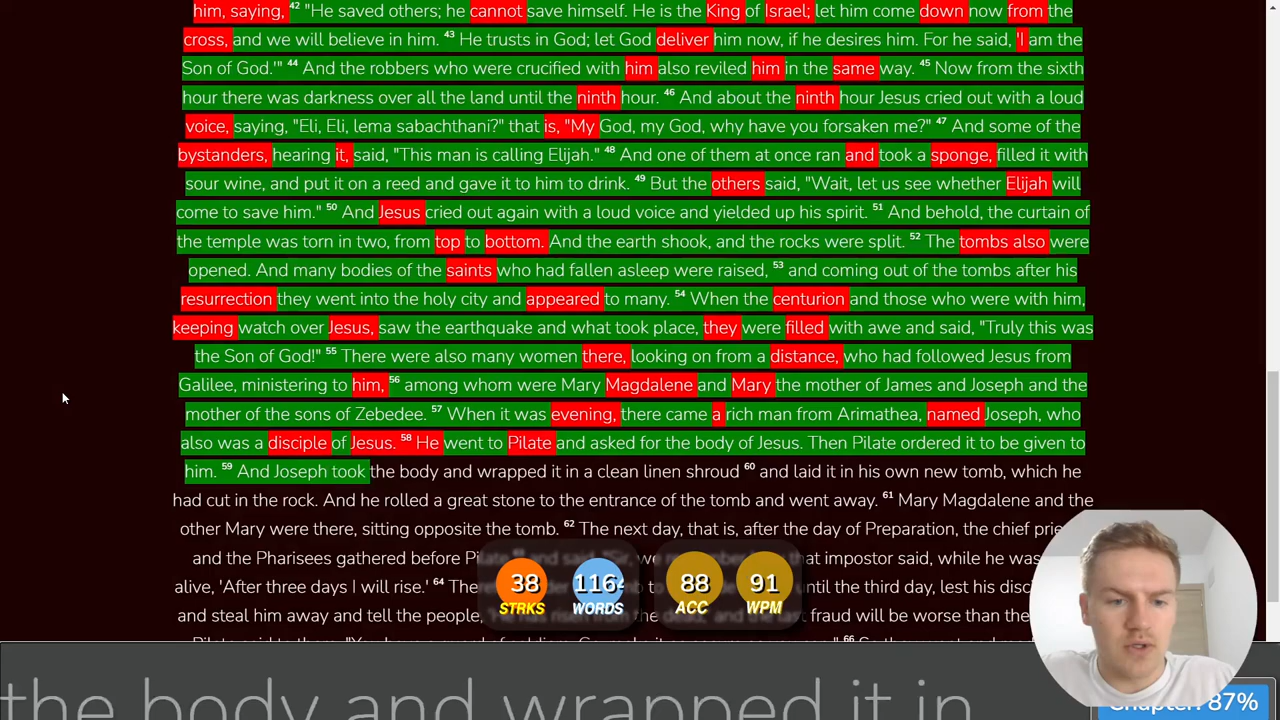 him, saying, 42 "He saved others; he cannot save himself. He is the King of Israel; let him come down now from the
cross, and we will believe in him. 43 He trusts in God; let God deliver him now, if he desires him. For he said, 'I am the
Son of God.'" 44 And the robbers who were crucified with him also reviled him in the same way. 45 Now from the sixth
hour there was darkness over all the land until the ninth hour. 46 And about the ninth hour Jesus cried out with a loud
voice, saying, "Eli, Eli, lema sabachthani?" that is, "My God, my God, why have you forsaken me?" 47 And some of the
bystanders, hearing it, said, "This man is calling Elijah." 48 And one of them at once ran and took a sponge, filled it with
sour wine, and put it on a reed and gave it to him to drink. 49 But the others said, "Wait, let us see whether Elijah will
come to save him." 50 And Jesus cried out again with a loud voice and yielded up his spirit. 51 And behold, the curtain of
the temple was torn in two, from top to bottom. And the earth shook, and the rocks were split. 52 The tombs also were
opened. And many bodies of the saints who had fallen asleep were raised, 53 and coming out of the tombs after his
resurrection they went into the holy city and appeared to many. 54 When the centurion and those who were with him,
keeping watch over Jesus, saw the earthquake and what took place, they were filled with awe and said, "Truly this was
the Son of God!" 55 There were also many women there, looking on from a distance, who had followed Jesus from
Galilee, ministering to him, 56 among whom were Mary Magdalene and Mary the mother of James and Joseph and the
mother of the sons of Zebedee. 57 When it was evening, there came a rich man from Arimathea, named Joseph, who
also was a disciple of Jesus. 58 He went to Pilate and asked for the body of Jesus. Then Pilate ordered it to be given to
him. 59 And Joseph took the body and wrapped it in a clean linen shroud 60 and laid it in his own new tomb, which he
had cut in the rock. And he rolled a great stone to the entrance of the tomb and went away. 61 Mary Magdalene and the
other Mary were there, sitting opposite the tomb. 62 The next day, that is, after the day of Preparation, the chief
and the Pharisees gathered before that impostor said, while he was
alive, 'After three days I will rise.' 64 until the third day, lest his
and steal him away and tell the people, fraud will be worse than the
38 116 88 91
STRKS WORDS ACC WPM
the body and wrapped it in
Chapter: 87%